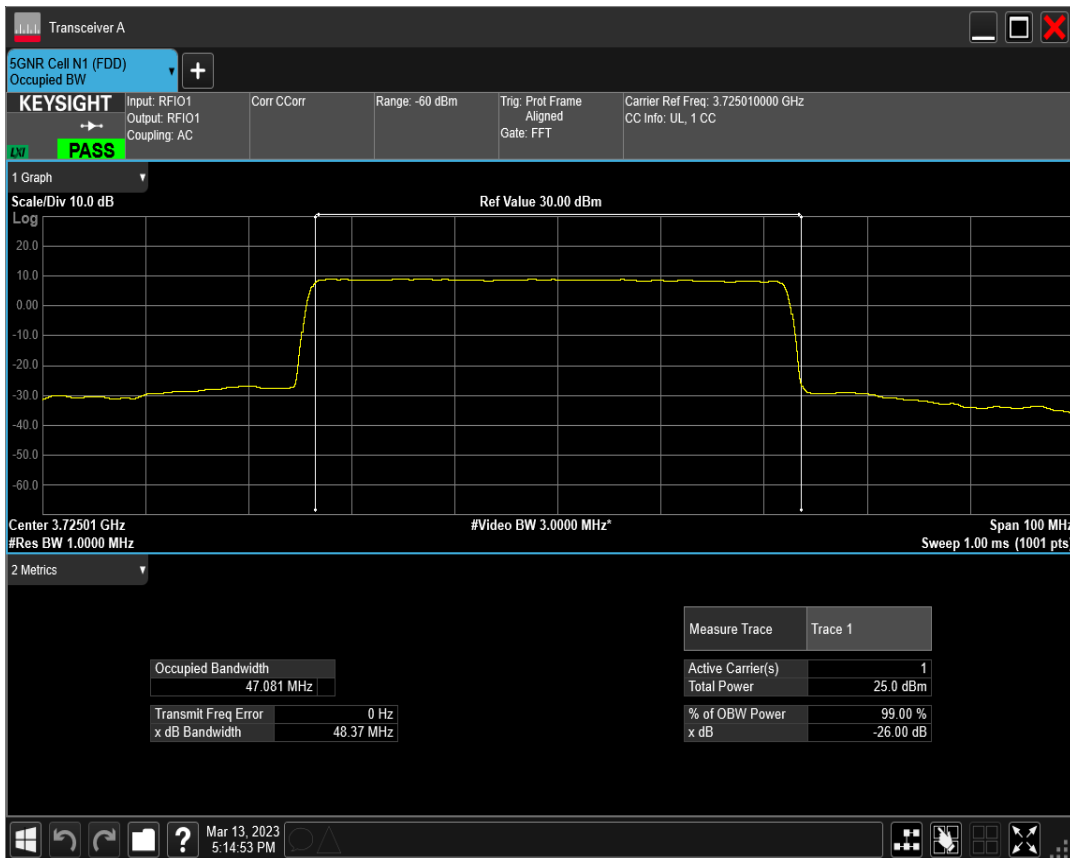 Transceiver A
5GNR Cell N1 (FDD)
Occupied BW
+
KEYSIGHT
LXI
PASS
Input: RFIO1
Output: RFIO1
Coupling: AC
Corr CCorr
Range: -60 dBm
Trig: Prot Frame
Aligned
Gate: FFT
Carrier Ref Freq: 3.725010000 GHz
CC Info: UL, 1 CC
1 Graph
Scale/Div 10.0 dB
Ref Value 30.00 dBm
Log
20.0
10.0
0.00
-10.0
-20.0
-30.0
-40.0
-50.0
-60.0
Center 3.72501 GHz
#Video BW 3.0000 MHz*
Span 100 MHz
#Res BW 1.0000 MHz
Sweep 1.00 ms (1001 pts)
2 Metrics
Measure Trace Trace 1
Occupied Bandwidth
47.081 MHz
Active Carrier(s) 1
Total Power 25.0 dBm
Transmit Freq Error 0 Hz
x dB Bandwidth 48.37 MHz
% of OBW Power 99.00 %
x dB -26.00 dB
?
Mar 13, 2023
5:14:53 PM